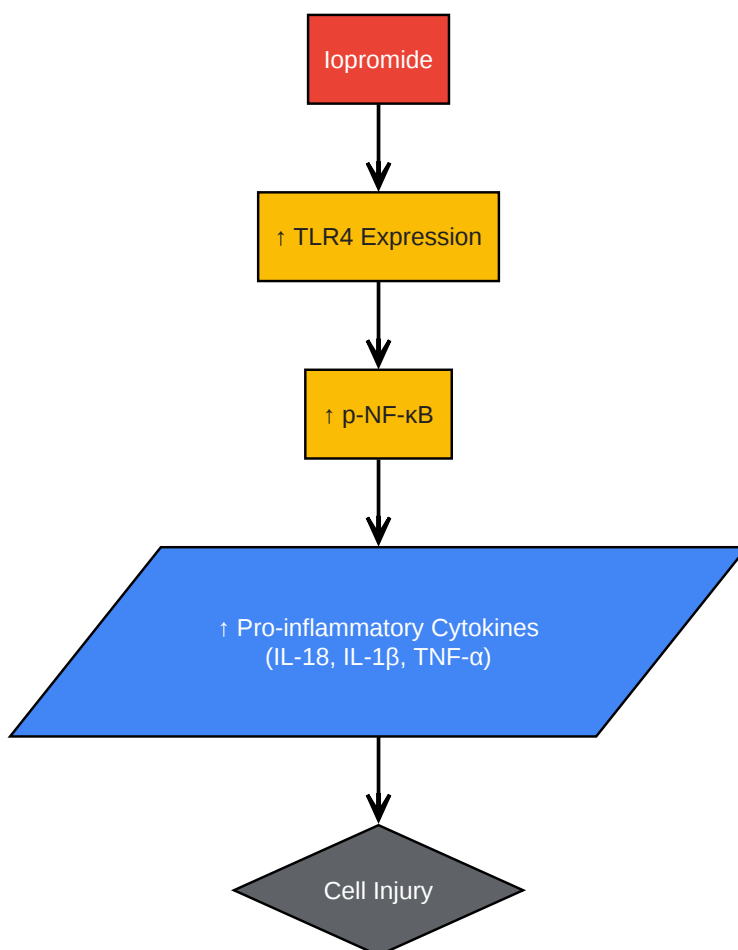 Iopromide
↑ TLR4 Expression
↑ p-NF-κB
↑ Pro-inflammatory Cytokines
(IL-18, IL-1β, TNF-α)
Cell Injury